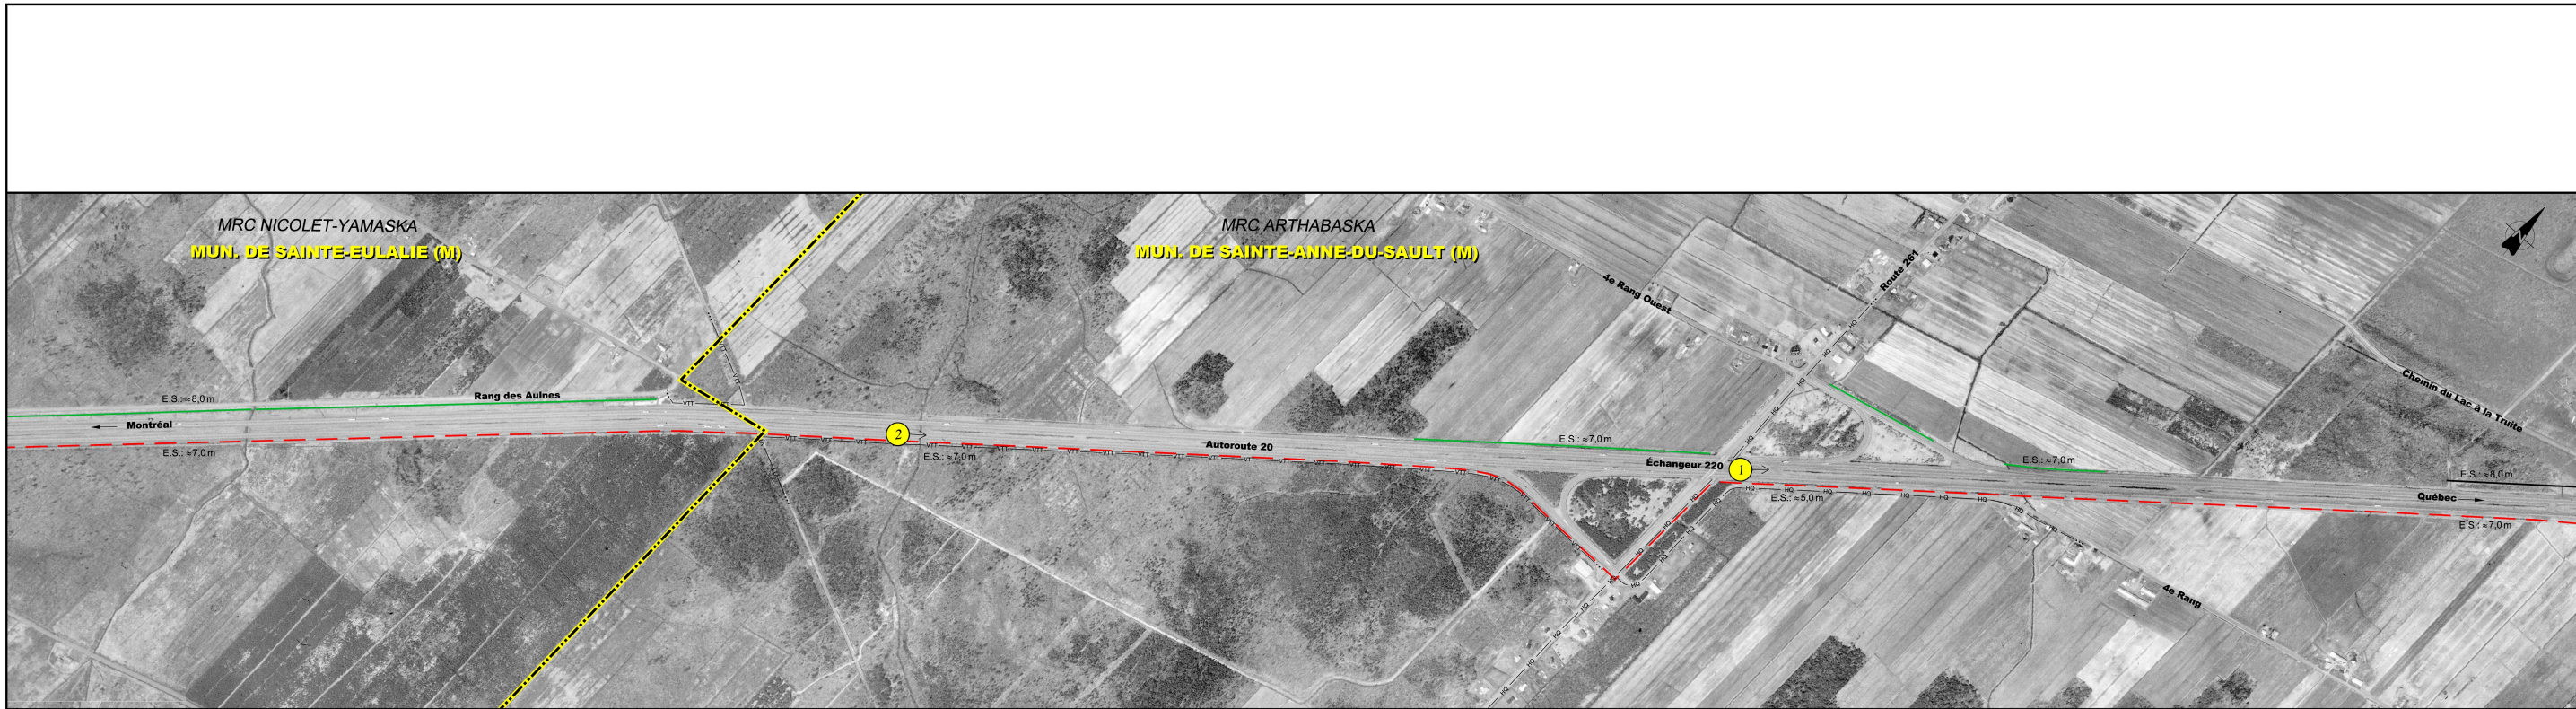 MRC NICOLET-YAMASKA
MUN. DE SAINTE-EULALIE (M)
MRC ARTHABASKA
MUN. DE SAINTE-ANNE-DU-SAULT (M)
4e Rang Ouest
Route 261
Chemin du Lac à la Truite
E.S.: ≈8,0 m
Rang des Aulnes
Montréal
E.S.: ≈7,0 m
VTT
2
E.S.: ≈7,0 m
Autoroute 20
E.S.: ≈7,0 m
Échangeur 220
1
E.S.: ≈7,0 m
E.S.: ≈5,0 m
HQ
E.S.: ≈8,0 m
Québec
E.S.: ≈7,0 m
4e Rang